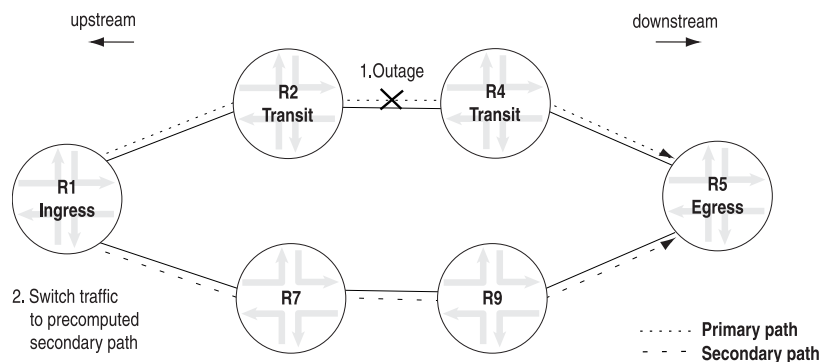 upstream
downstream
1.Outage
R2
Transit
R4
Transit
R1
Ingress
R5
Egress
R7
R9
2. Switch traffic
to precomputed
secondary path
Primary path
Secondary path